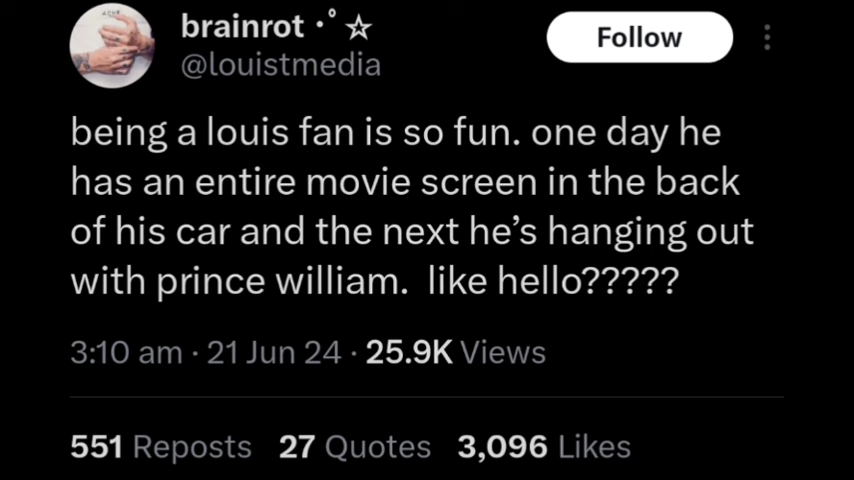 brainrot ·˚ ☆
@louistmedia
Follow
being a louis fan is so fun. one day he
has an entire movie screen in the back
of his car and the next he’s hanging out
with prince william.  like hello?????
3:10 am · 21 Jun 24 · 25.9K Views
551 Reposts 27 Quotes 3,096 Likes